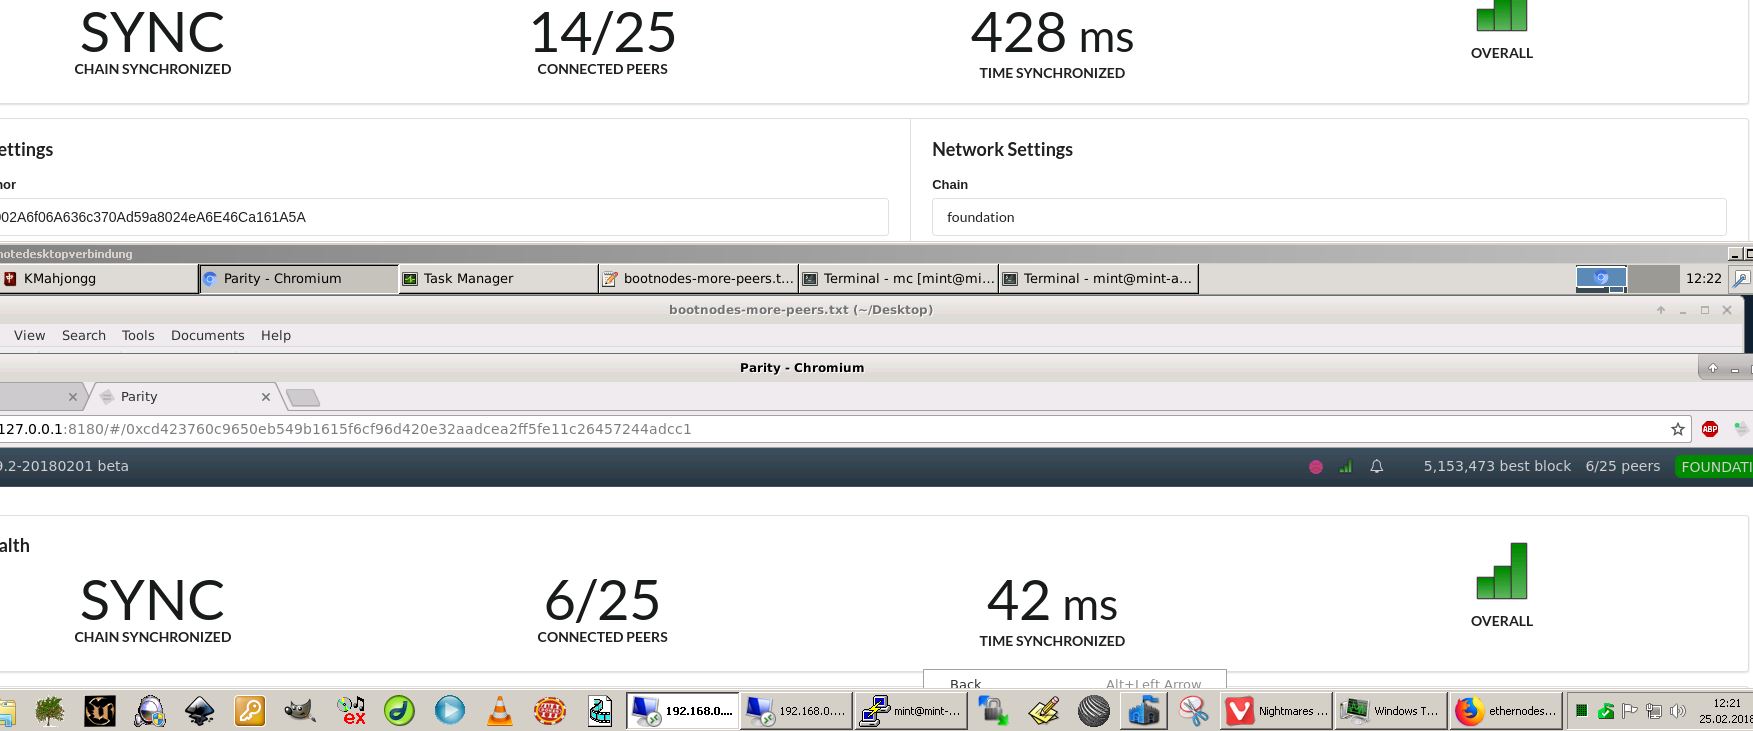 SYNC 14/25 428 ms
CHAIN SYNCHRONIZED CONNECTED PEERS TIME SYNCHRONIZED OVERALL
ettings Network Settings
nor Chain
02A6f06A636c370Ad59a8024eA6E46Ca161A5A foundation
notedesktopverbindung
KMahjongg Parity - Chromium Task Manager bootnodes-more-peers.t... Terminal - mc [mint@mi... Terminal - mint@mint-a... 12:22
bootnodes-more-peers.txt (~/Desktop)
View Search Tools Documents Help
Parity - Chromium
Parity
127.0.0.1:8180/#/0xcd423760c9650eb549b1615f6cf96d420e32aadcea2ff5fe11c26457244adcc1
ABP
9.2-20180201 beta 5,153,473 best block 6/25 peers FOUNDATI
alth
SYNC 6/25 42 ms
CHAIN SYNCHRONIZED CONNECTED PEERS TIME SYNCHRONIZED OVERALL
Back Alt+Left Arrow
ex 192.168.0.... 192.168.0.... mint@mint-... Nightmares ... Windows T... ethernodes... 12:21
25.02.2018